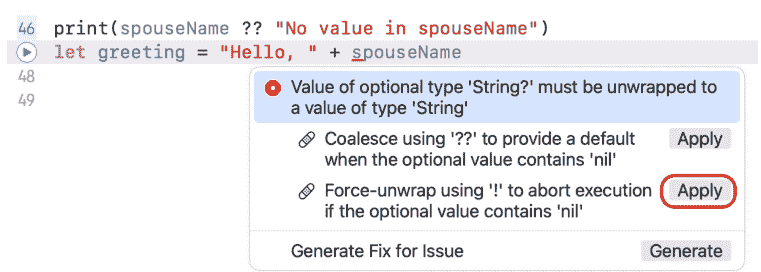 46 print(spouseName ?? "No value in spouseName")
let greeting = "Hello, " + spouseName
48
49
Value of optional type 'String?' must be unwrapped to
a value of type 'String'
Coalesce using '??' to provide a default Apply
when the optional value contains 'nil'
Force-unwrap using '!' to abort execution Apply
if the optional value contains 'nil'
Generate Fix for Issue Generate